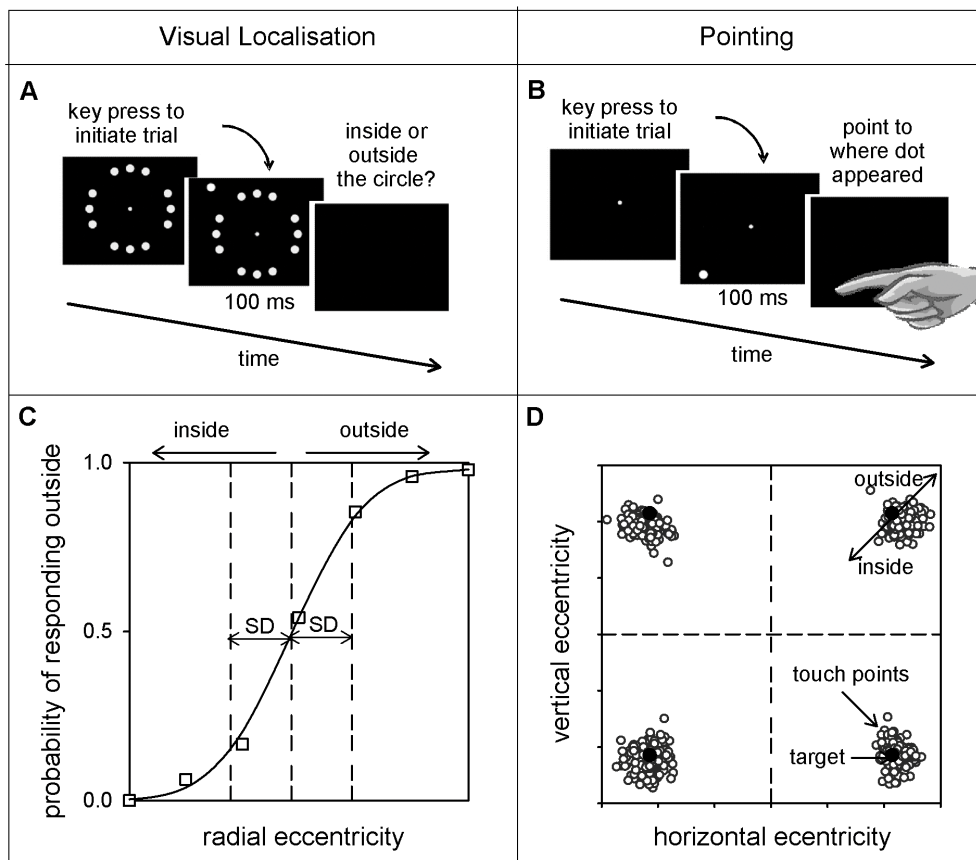 Visual Localisation
Pointing
A
key press to
initiate trial
inside or
outside
the circle?
100 ms
time
B
key press to
initiate trial
point to
where dot
appeared
100 ms
time
C
inside
outside
1.0
0.5
0.0
SD
SD
probability of responding outside
radial eccentricity
D
outside
inside
touch points
target
vertical eccentricity
horizontal ecentricity